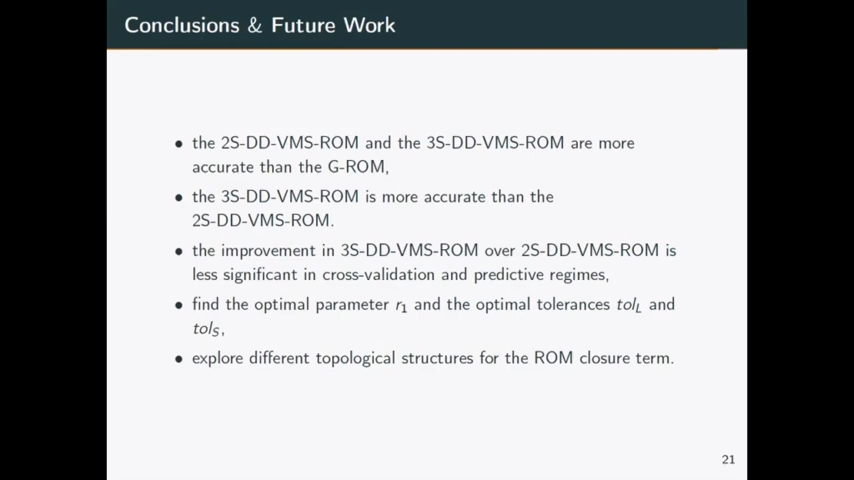 Conclusions & Future Work
• the 2S-DD-VMS-ROM and the 3S-DD-VMS-ROM are more
accurate than the G-ROM,
• the 3S-DD-VMS-ROM is more accurate than the
2S-DD-VMS-ROM.
• the improvement in 3S-DD-VMS-ROM over 2S-DD-VMS-ROM is
less significant in cross-validation and predictive regimes,
• find the optimal parameter r₁ and the optimal tolerances tol_L and
tol_S,
• explore different topological structures for the ROM closure term.
21